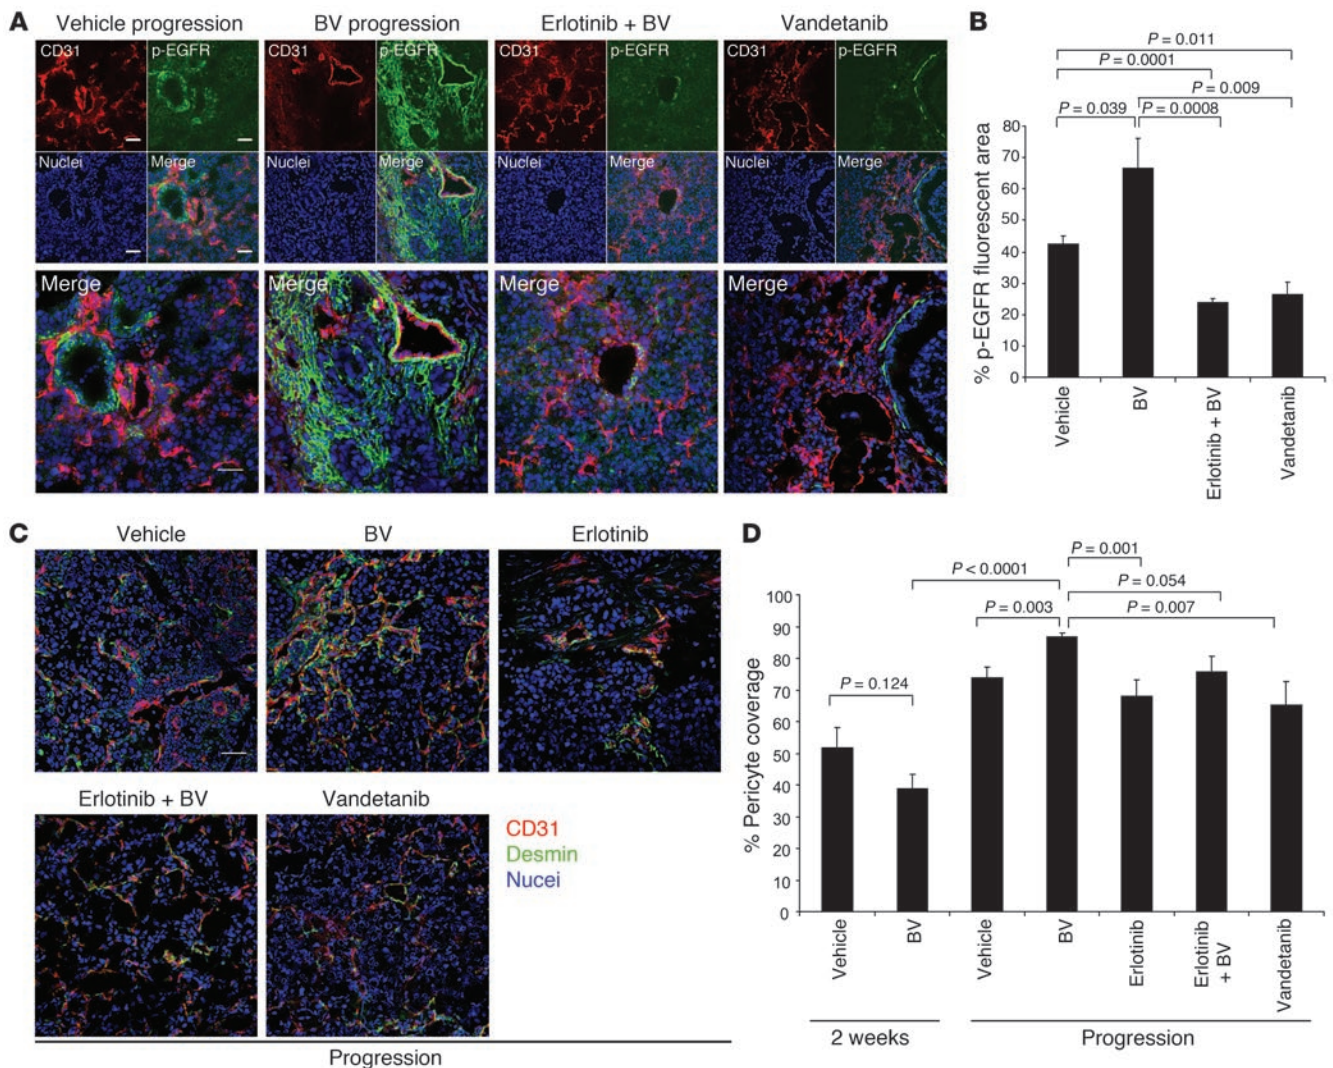 A
Vehicle progression
BV progression
Erlotinib + BV
Vandetanib
CD31
p-EGFR
CD31
p-EGFR
CD31
p-EGFR
CD31
p-EGFR
Nuclei
Merge
Nuclei
Merge
Nuclei
Merge
Nuclei
Merge
Merge
Merge
Merge
Merge
B
P = 0.011
P = 0.0001
P = 0.009
P = 0.039
P = 0.0008
% p-EGFR fluorescent area
80
70
60
50
40
30
20
10
0
Vehicle
BV
Erlotinib + BV
Vandetanib
C
Vehicle
BV
Erlotinib
Erlotinib + BV
Vandetanib
CD31
Desmin
Nucei
Progression
D
P = 0.001
P < 0.0001
P = 0.054
P = 0.003
P = 0.007
P = 0.124
% Pericyte coverage
100
90
80
70
60
50
40
30
20
10
0
Vehicle
BV
Vehicle
BV
Erlotinib
Erlotinib
+ BV
Vandetanib
2 weeks
Progression